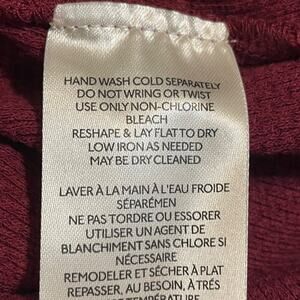 HAND WASH COLD SEPARATELY
DO NOT WRING OR TWIST
USE ONLY NON-CHLORINE
BLEACH
RESHAPE & LAY FLAT TO DRY
LOW IRON AS NEEDED
MAY BE DRY CLEANED
LAVER À LA MAIN À L'EAU FROIDE
SÉPARÉMEN
NE PAS TORDRE OU ESSORER
UTILISER UN AGENT DE
BLANCHIMENT SANS CHLORE SI
NÉCESSAIRE
REMODELER ET SÉCHER À PLAT
REPASSER, AU BESOIN, À TRÈS
TEMPÉRATURE